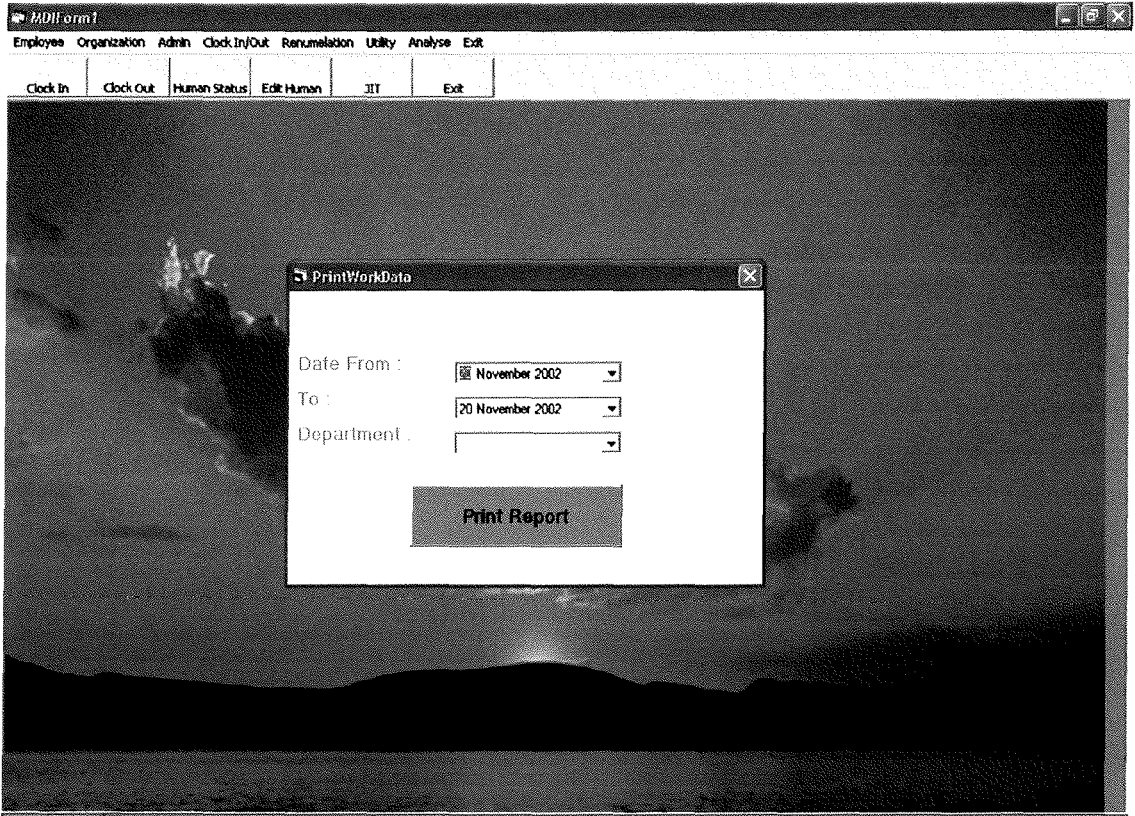 MDIForm1
Employee Organization Admin Clock In/Out Renumelation Utility Analyse Exit
Clock In Clock Out Human Status Edit Human JIT Exit
PrintWorkData
Date From : November 2002
To : 20 November 2002
Department :
Print Report